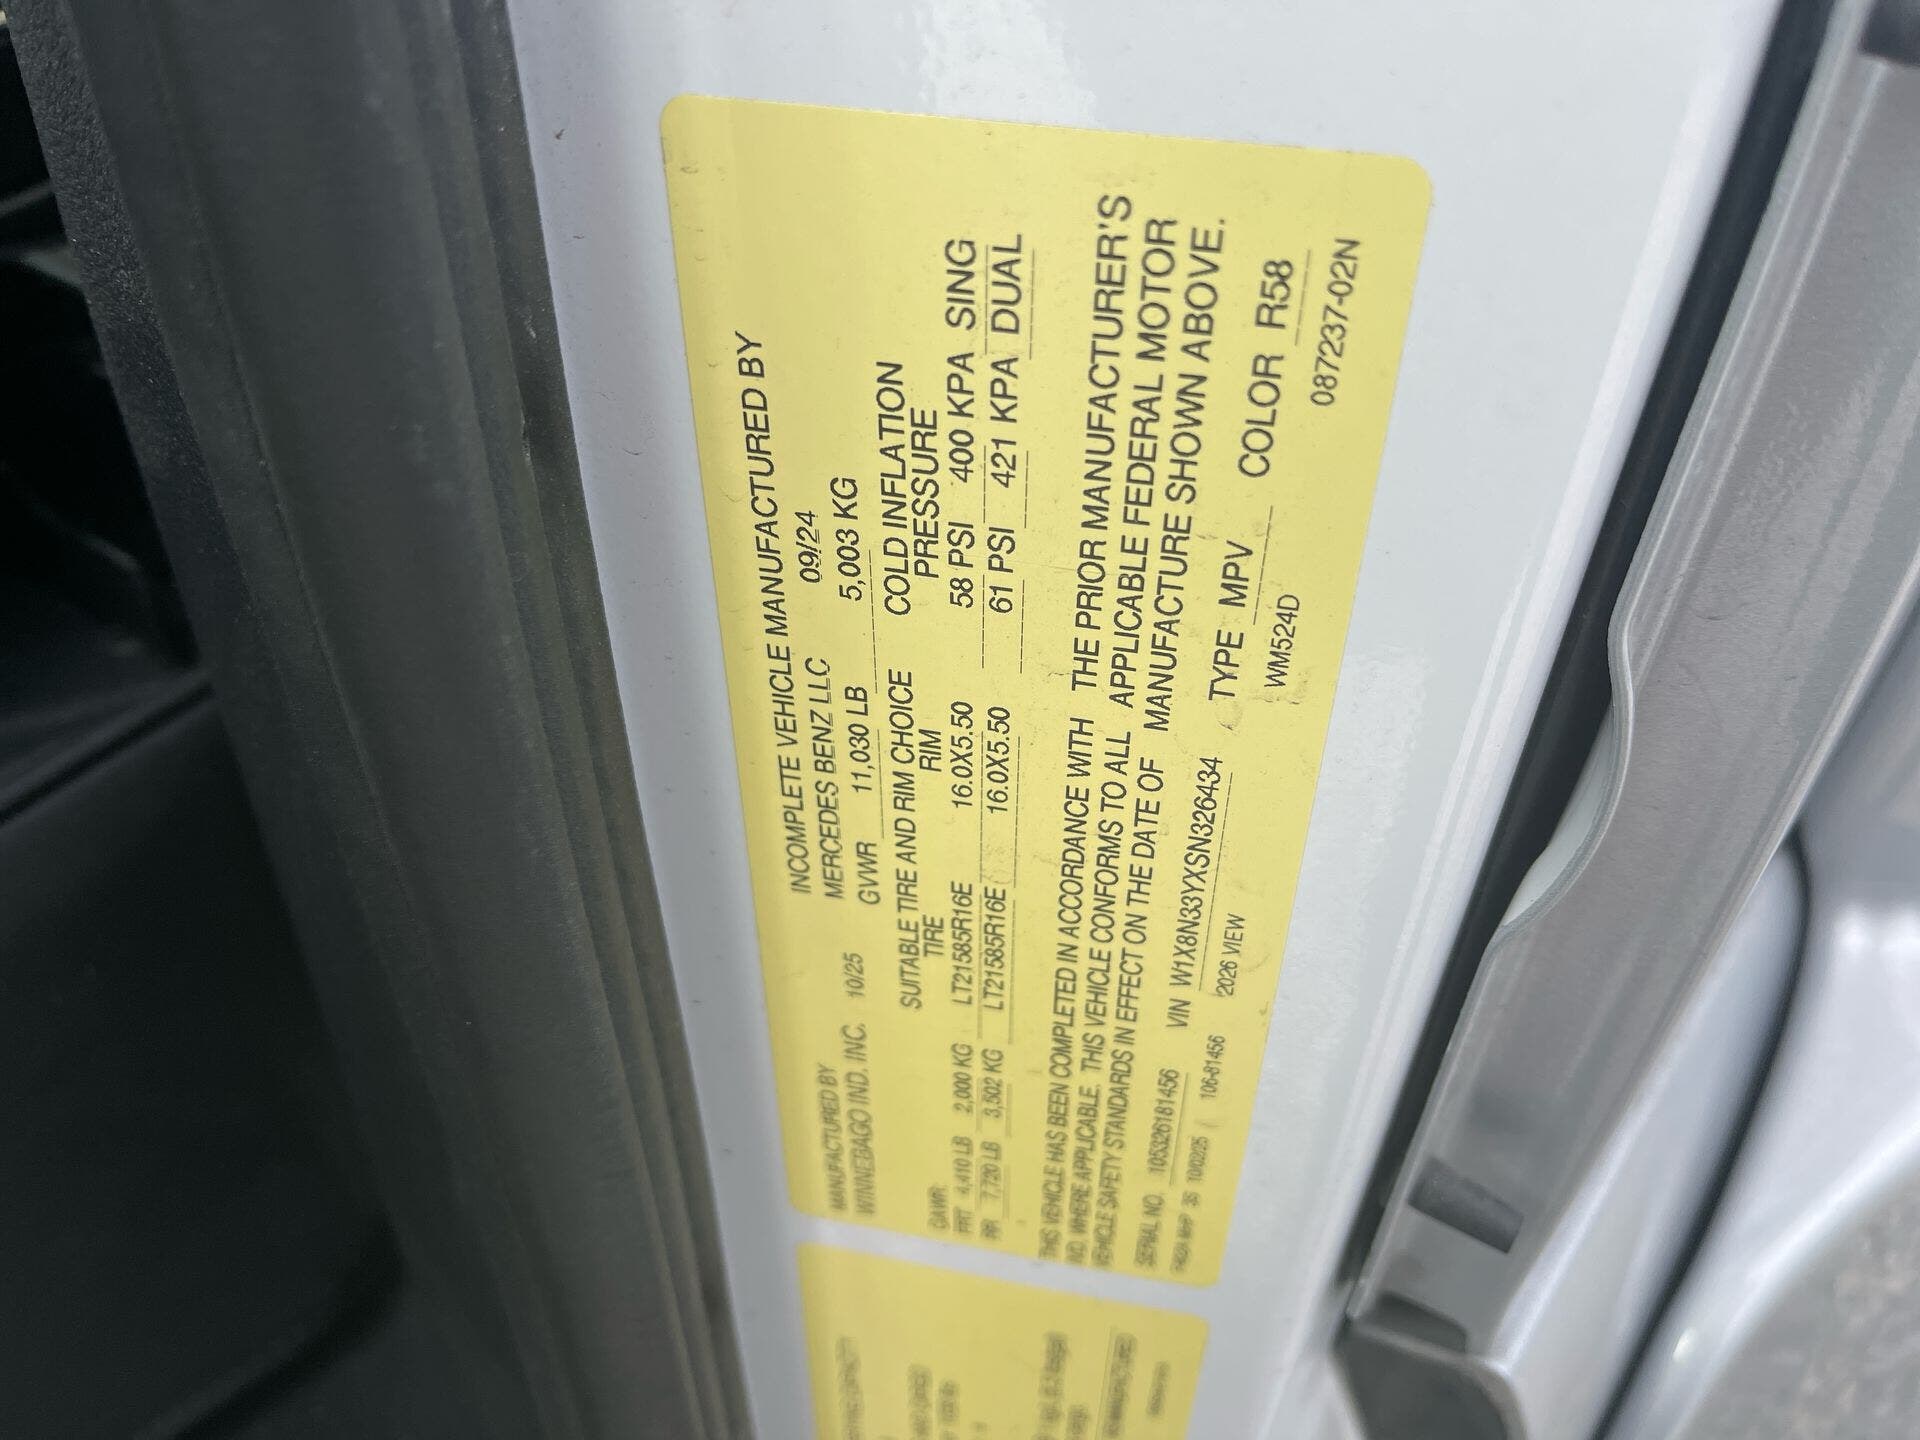 MANUFACTURED BY INCOMPLETE VEHICLE MANUFACTURED BY
WINNEBAGO IND. INC. 10/25 MERCEDES BENZ LLC 09/24
GVWR 11,030 LB 5,003 KG
SUITABLE TIRE AND RIM CHOICE COLD INFLATION
GAWR: TIRE RIM PRESSURE
FRT 4,410 LB 2,000 KG LT21585R16E 16.0X5.50 58 PSI 400 KPA SING
RR 7,720 LB 3,502 KG LT21585R16E 16.0X5.50 61 PSI 421 KPA DUAL
THIS VEHICLE HAS BEEN COMPLETED IN ACCORDANCE WITH THE PRIOR MANUFACTURER'S
IVD, WHERE APPLICABLE. THIS VEHICLE CONFORMS TO ALL APPLICABLE FEDERAL MOTOR
VEHICLE SAFETY STANDARDS IN EFFECT ON THE DATE OF MANUFACTURE SHOWN ABOVE.
SERIAL NO. 105326181456 VIN W1X8N33YXSN326434 TYPE MPV COLOR R58
106-81456 2026 VIEW WM524D 087237-02N